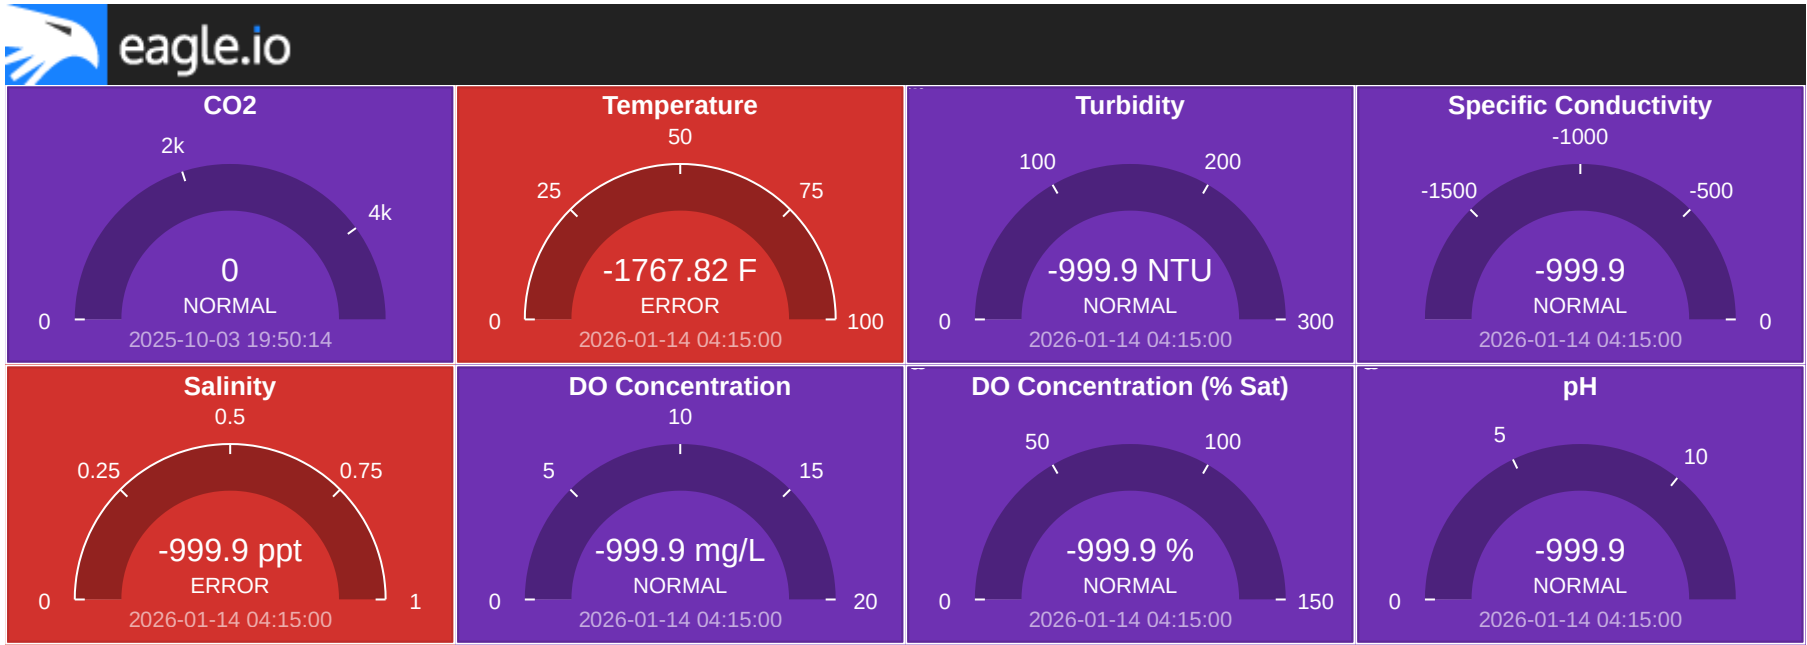 eagle.io
CO2
2k
4k
0
0
NORMAL
2025-10-03 19:50:14
Temperature
50
25
75
-1767.82 F
ERROR
0
100
2026-01-14 04:15:00
Turbidity
100
200
-999.9 NTU
NORMAL
0
300
2026-01-14 04:15:00
Specific Conductivity
-1000
-1500
-500
-999.9
NORMAL
0
2026-01-14 04:15:00
Salinity
0.5
0.25
0.75
-999.9 ppt
ERROR
0
1
2026-01-14 04:15:00
DO Concentration
10
5
15
-999.9 mg/L
NORMAL
0
20
2026-01-14 04:15:00
DO Concentration (% Sat)
50
100
-999.9 %
NORMAL
0
150
2026-01-14 04:15:00
pH
5
10
-999.9
NORMAL
0
2026-01-14 04:15:00